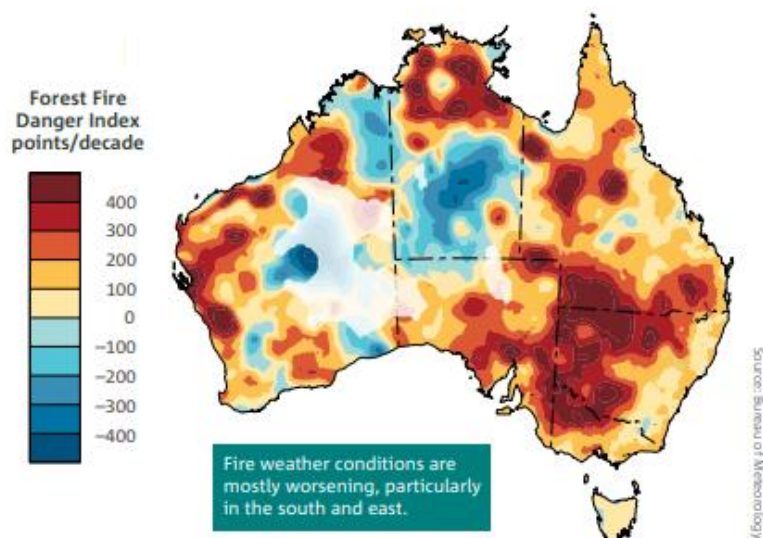 Forest Fire
Danger Index
points/decade
400
300
200
100
0
−100
−200
−300
−400
Fire weather conditions are
mostly worsening, particularly
in the south and east.
Source: Bureau of Meteorology